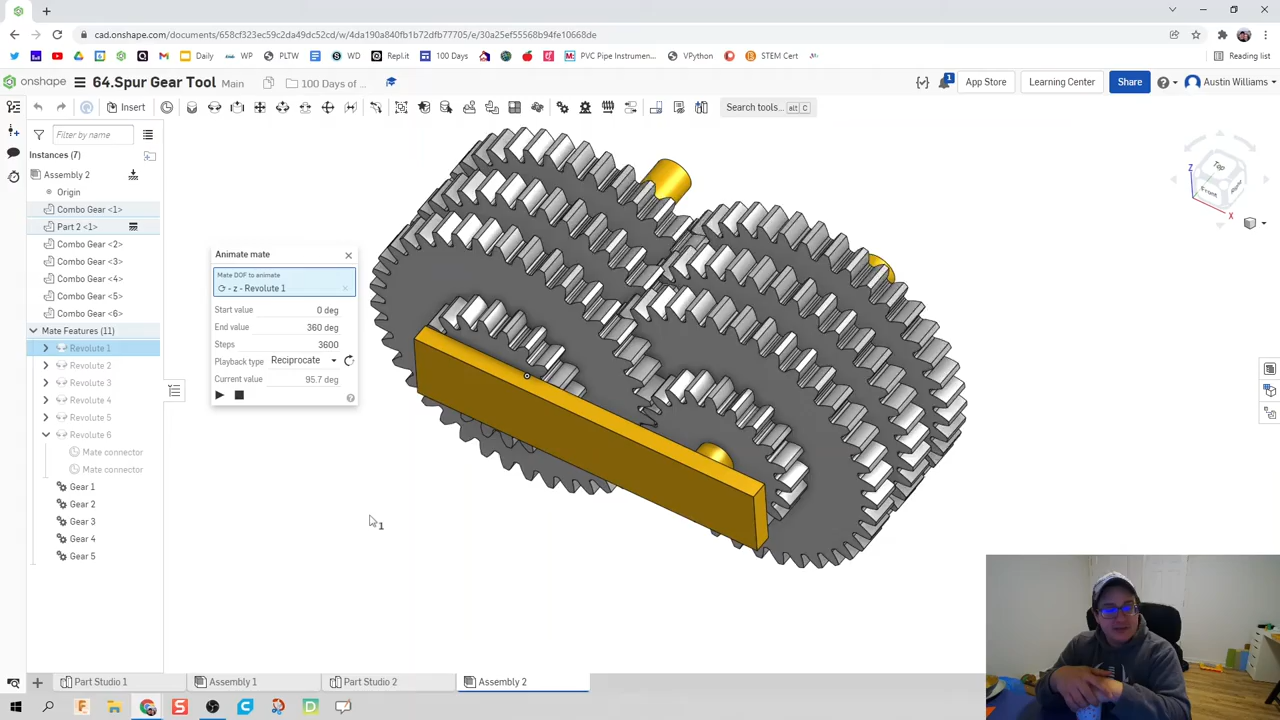 cad.onshape.com/documents/658cf323ec59c2da49dc52cd/w/4da190a840fb1b72dfb77705/e/30a25ef55568b94fe10668de
Daily
WP
PLTW
WD
Repl.it
100 Days
M
PVC Pipe Instrumen...
VPython
STEM Cert
Reading list
onshape
64.Spur Gear Tool
Main
100 Days of ...
1
App Store
Learning Center
Share
Austin Williams
Insert
Search tools...
alt
C
Filter by name
Instances (7)
Assembly 2
Origin
Combo Gear <1>
Part 2 <1>
Combo Gear <2>
Combo Gear <3>
Combo Gear <4>
Combo Gear <5>
Combo Gear <6>
Mate Features (11)
Revolute 1
Revolute 2
Revolute 3
Revolute 4
Revolute 5
Revolute 6
Mate connector
Mate connector
Gear 1
Gear 2
Gear 3
Gear 4
Gear 5
Animate mate
Mate DOF to animate
- z - Revolute 1
Start value 0 deg
End value 360 deg
Steps 3600
Playback type Reciprocate
Current value 95.7 deg
1
Z
Top
Front
Right
X
Part Studio 1
Assembly 1
Part Studio 2
Assembly 2